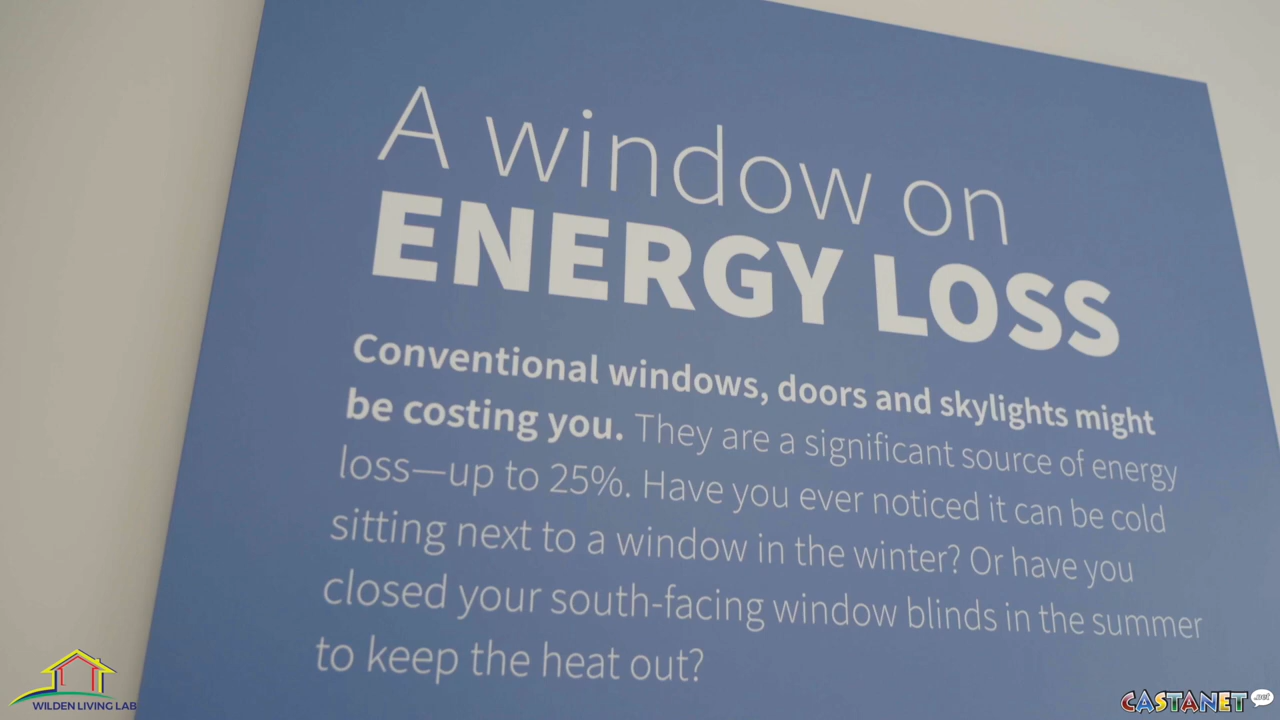 A window on
ENERGY LOSS
Conventional windows, doors and skylights might
be costing you. They are a significant source of energy
loss—up to 25%. Have you ever noticed it can be cold
sitting next to a window in the winter? Or have you
closed your south-facing window blinds in the summer
to keep the heat out?
WILDEN LIVING LAB
CASTANET .net